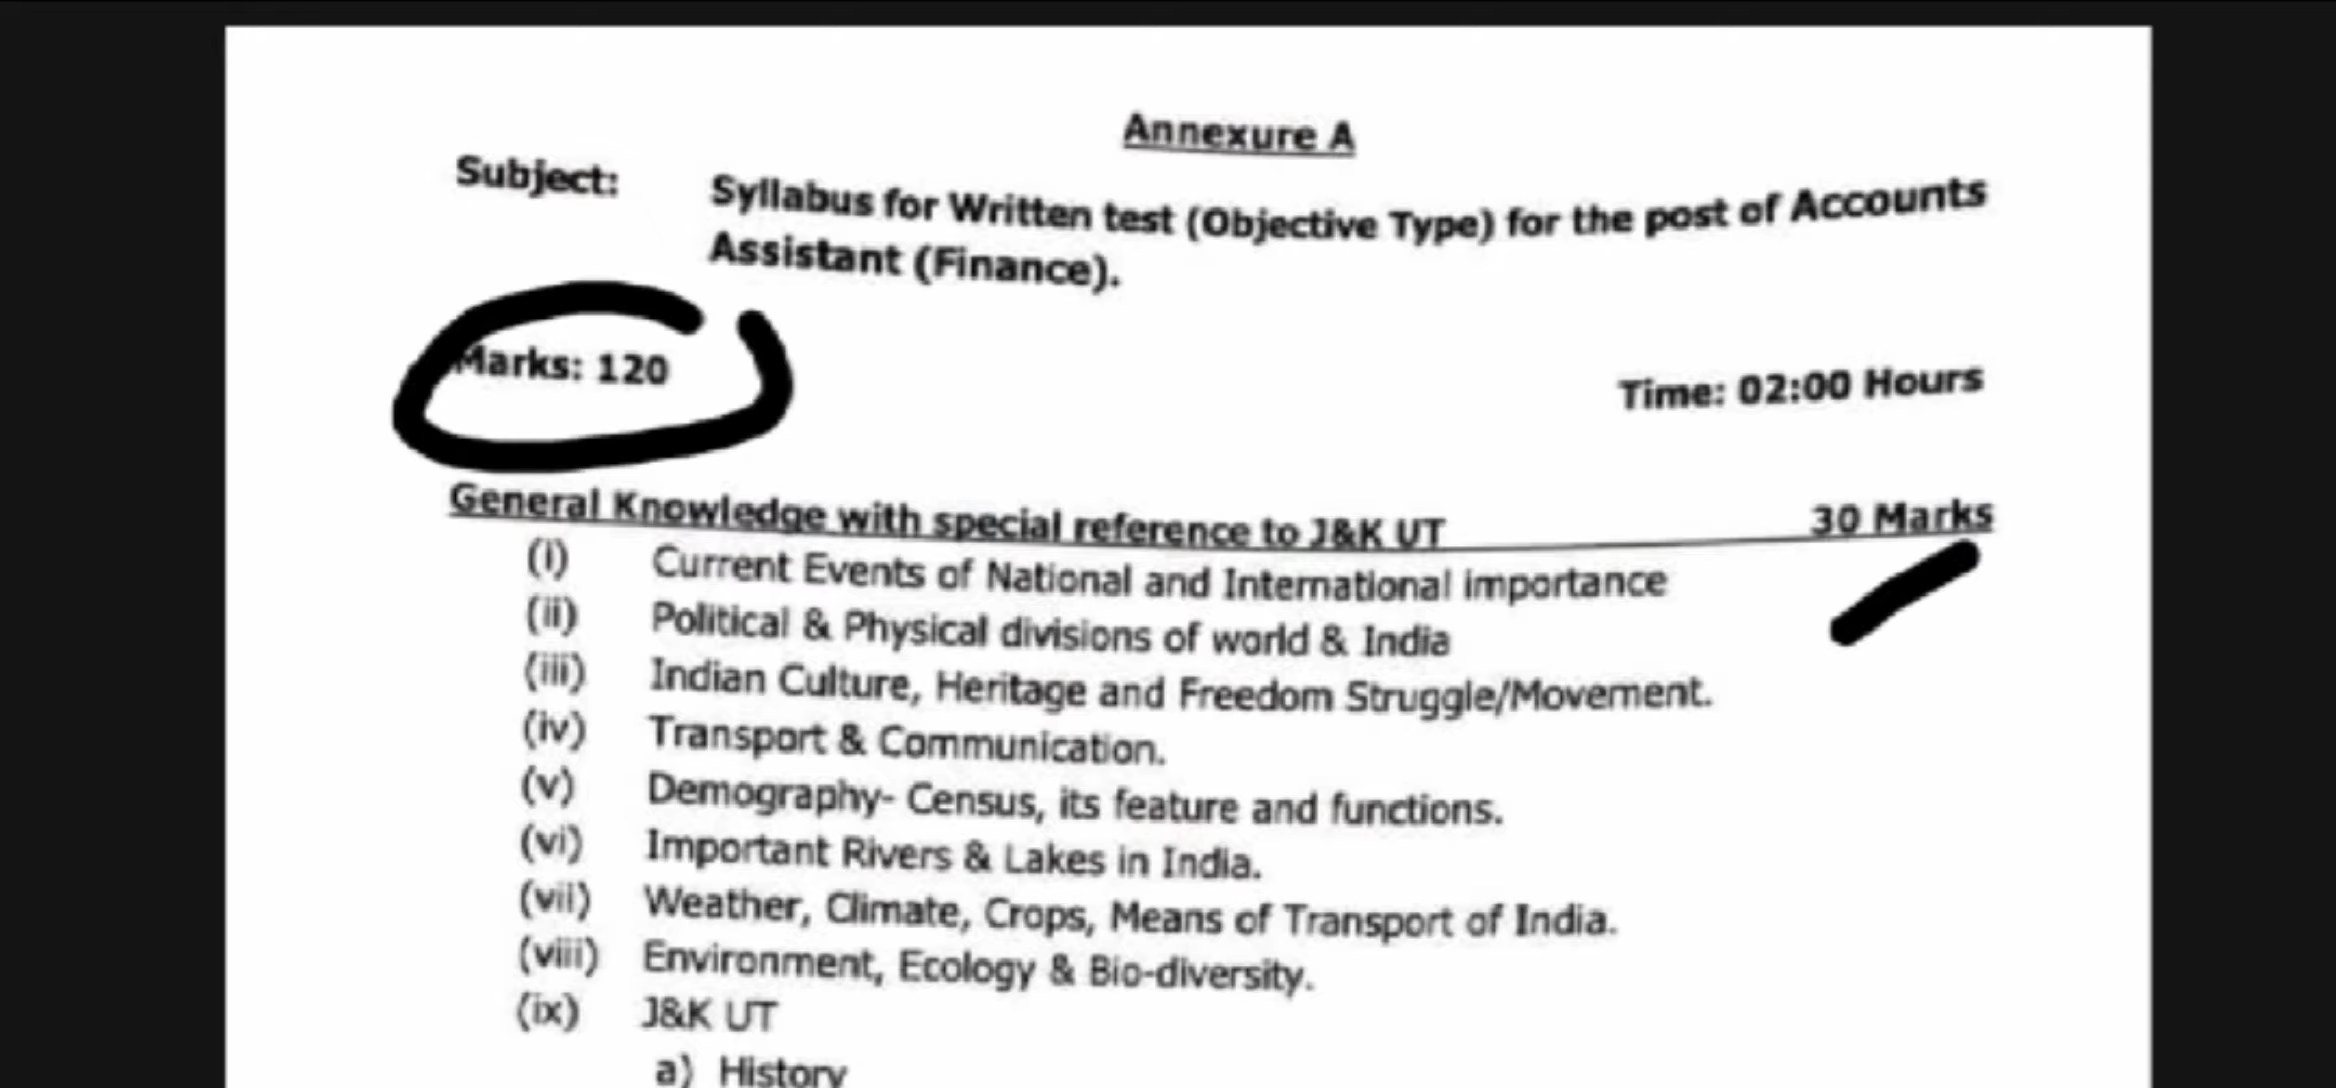 Annexure A
Subject: Syllabus for Written test (Objective Type) for the post of Accounts
Assistant (Finance).
Marks: 120 Time: 02:00 Hours
General Knowledge with special reference to J&K UT 30 Marks
(i) Current Events of National and International importance
(ii) Political & Physical divisions of world & India
(iii) Indian Culture, Heritage and Freedom Struggle/Movement.
(iv) Transport & Communication.
(v) Demography- Census, its feature and functions.
(vi) Important Rivers & Lakes in India.
(vii) Weather, Climate, Crops, Means of Transport of India.
(viii) Environment, Ecology & Bio-diversity.
(ix) J&K UT
a) History